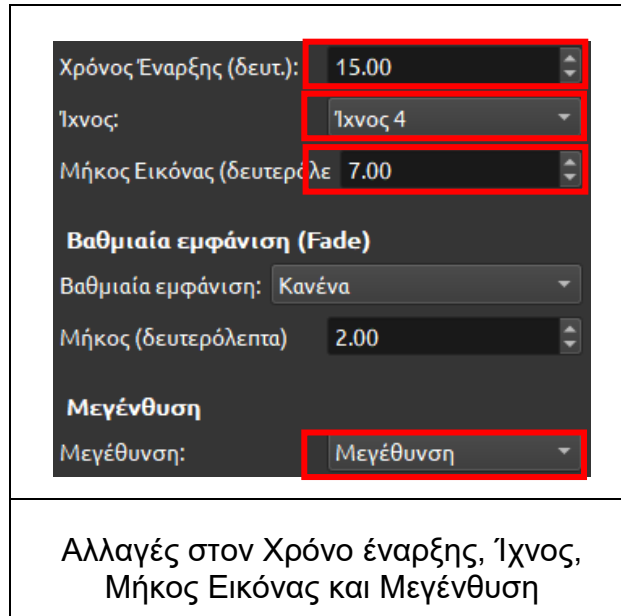 Χρόνος Έναρξης (δευτ.): 15.00
Ίχνος: Ίχνος 4
Μήκος Εικόνας (δευτερόλε 7.00
Βαθμιαία εμφάνιση (Fade)
Βαθμιαία εμφάνιση: Κανένα
Μήκος (δευτερόλεπτα) 2.00
Μεγένθυση
Μεγέθυνση: Μεγέθυνση
Αλλαγές στον Χρόνο έναρξης, Ίχνος,
Μήκος Εικόνας και Μεγένθυση